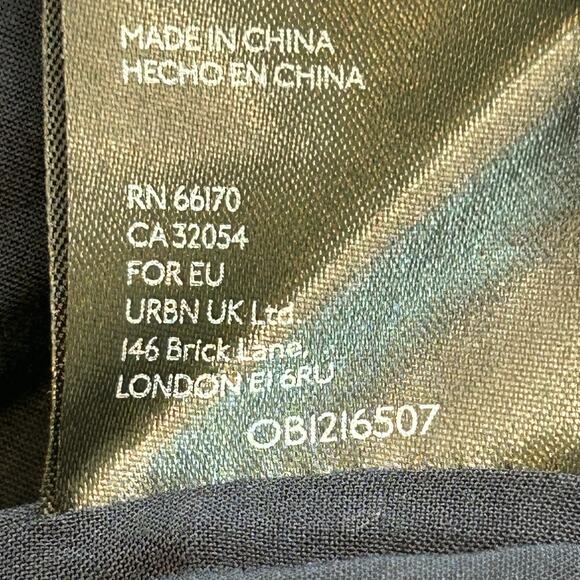 MADE IN CHINA
HECHO EN CHINA
RN 66170
CA 32054
FOR EU
URBN UK Ltd
146 Brick Lane,
LONDON E1 6RU
OB1216507